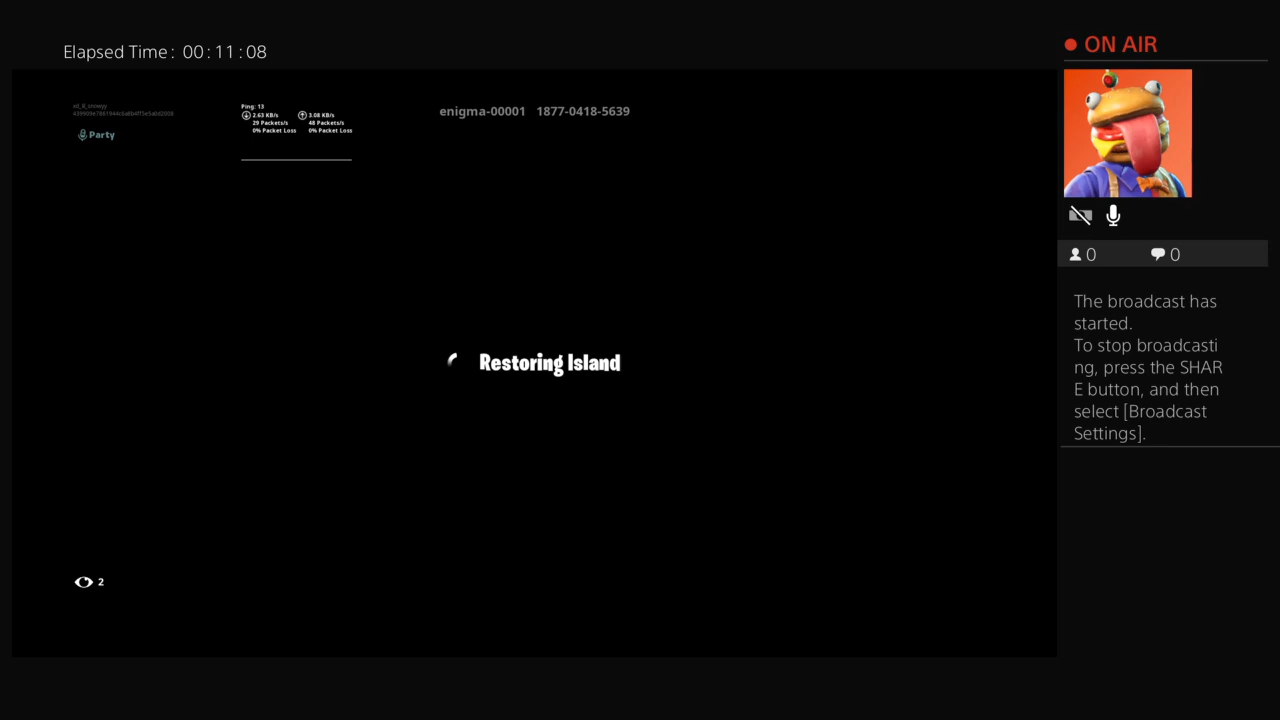 Elapsed Time: 00:11:08
ON AIR
xd_B_snowyy
Party
Ping: 13
2.63 KB/s
29 Packets/s
0% Packet Loss
3.08 KB/s
48 Packets/s
0% Packet Loss
enigma-00001 1877-0418-5639
0 0
The broadcast has
started.
To stop broadcasti
ng, press the SHAR
E button, and then
select [Broadcast
Settings].
Restoring Island
2